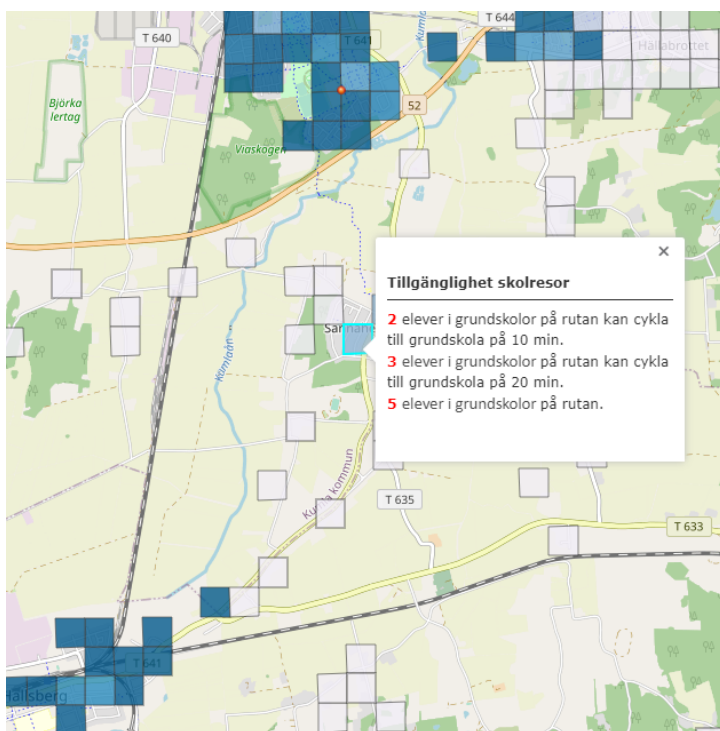 T 644
T 640
T 641
Hällabrottet
Björka
lertag
52
Viaskogen
×
Tillgänglighet skolresor
2 elever i grundskolor på rutan kan cykla
till grundskola på 10 min.
3 elever i grundskolor på rutan kan cykla
till grundskola på 20 min.
5 elever i grundskolor på rutan.
Kumlaån
T 635
T 633
T 641
Hallsberg